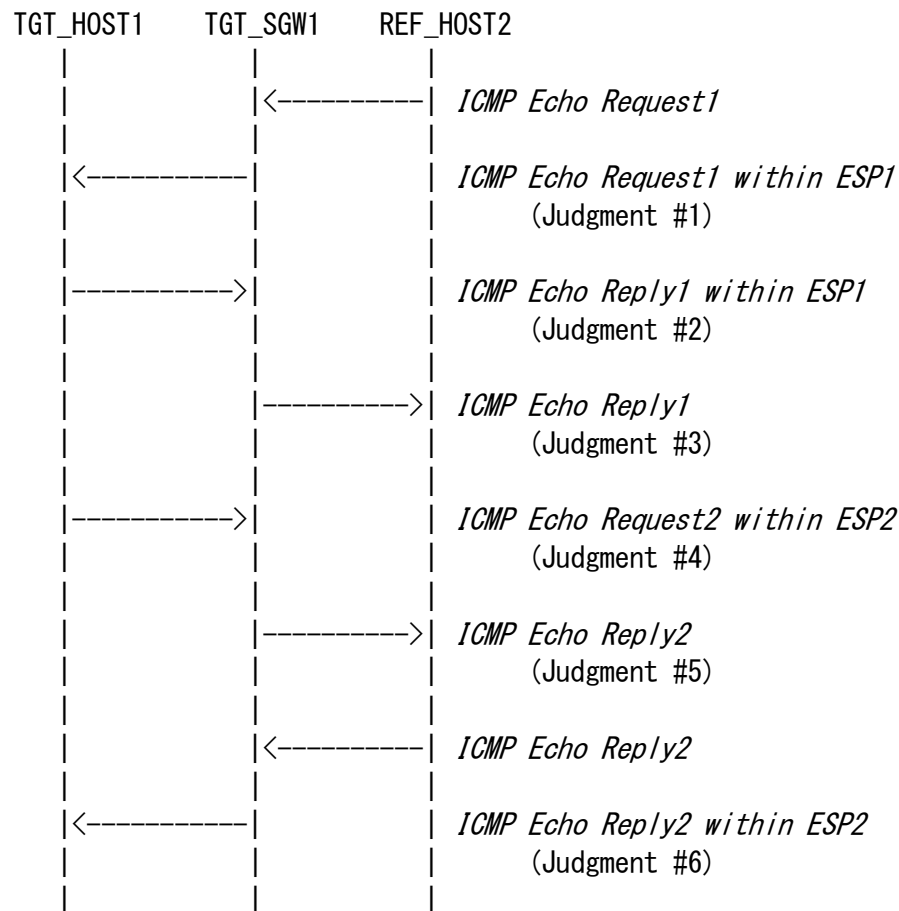 TGT_HOST1 TGT_SGW1 REF_HOST2
| | |
| |<----------| ICMP Echo Request1
| | |
|<-----------| | ICMP Echo Request1 within ESP1
| | | (Judgment #1)
| | |
|----------->| | ICMP Echo Reply1 within ESP1
| | | (Judgment #2)
| | |
| |---------->| ICMP Echo Reply1
| | | (Judgment #3)
| | |
|----------->| | ICMP Echo Request2 within ESP2
| | | (Judgment #4)
| | |
| |---------->| ICMP Echo Reply2
| | | (Judgment #5)
| | |
| |<----------| ICMP Echo Reply2
| | |
|<-----------| | ICMP Echo Reply2 within ESP2
| | | (Judgment #6)
| | |